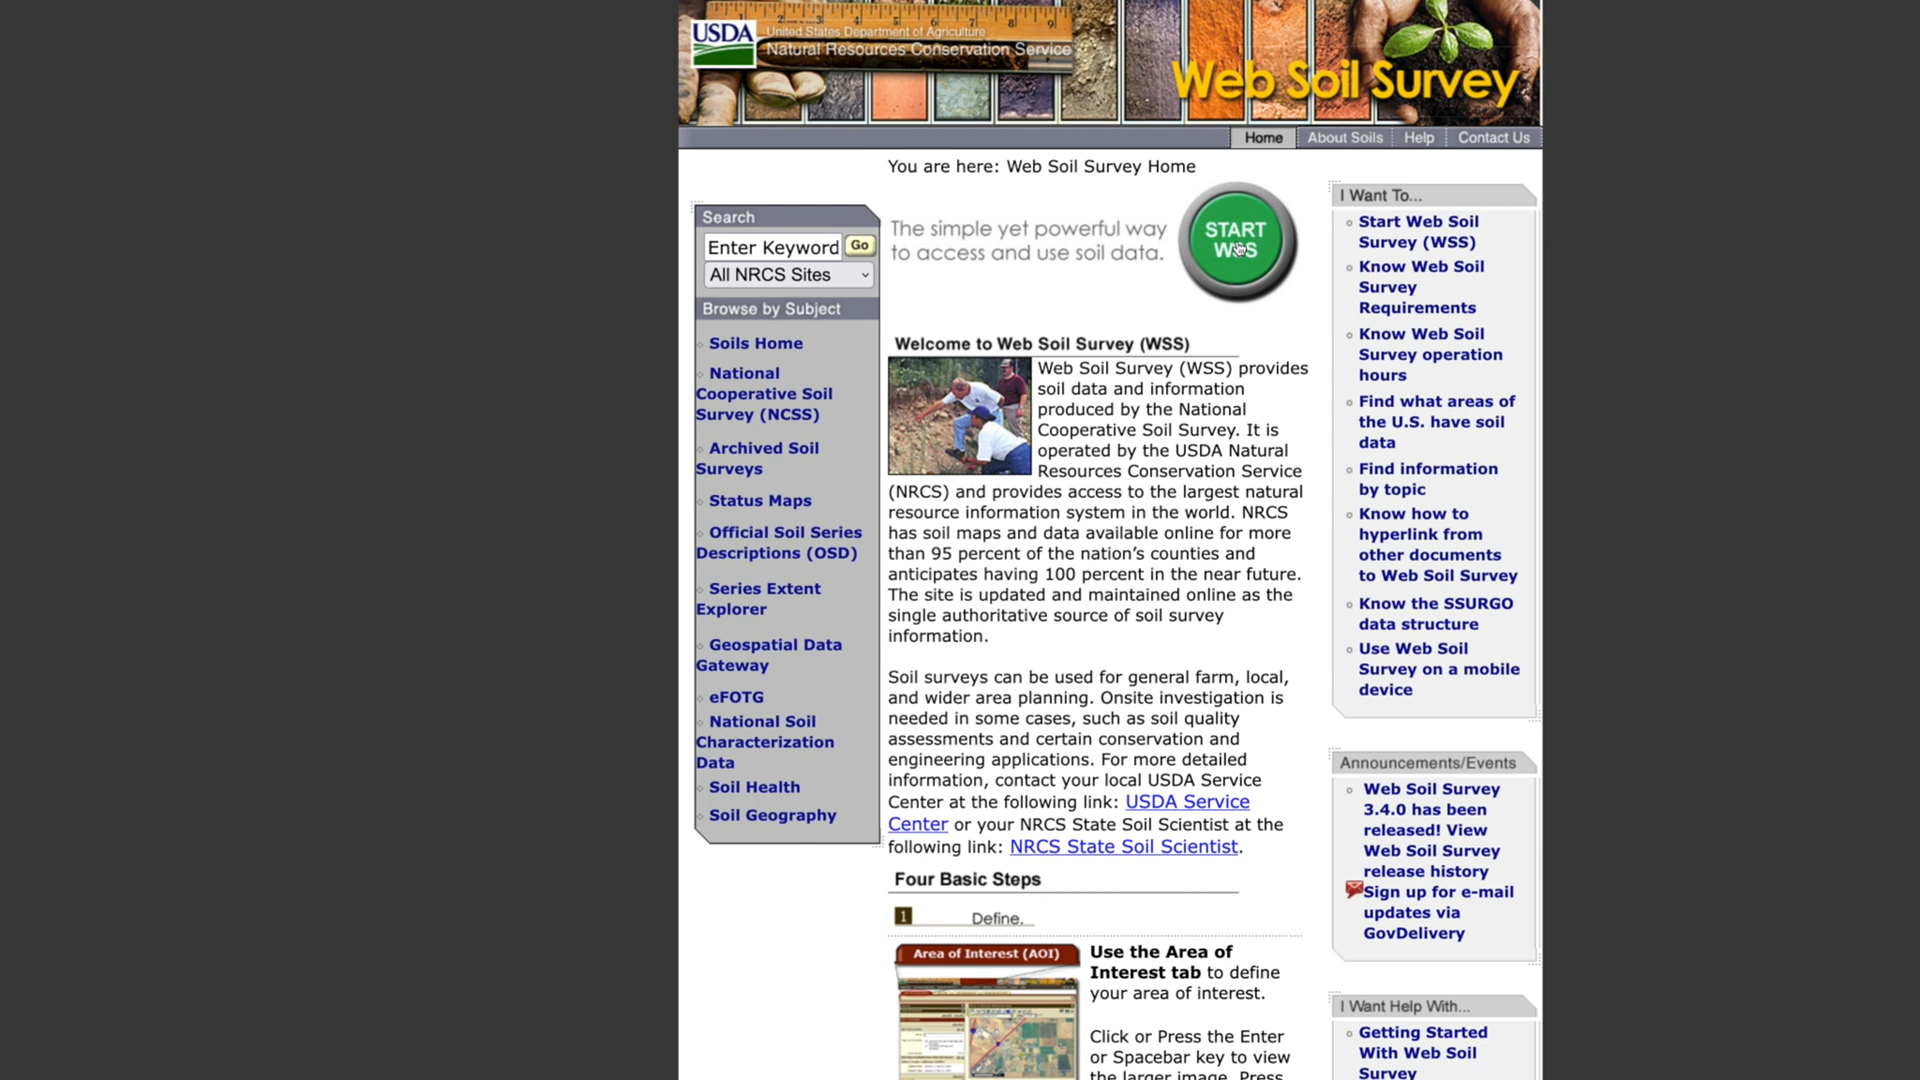 USDA
United States Department of Agriculture
Natural Resources Conservation Service
Web Soil Survey
Home
About Soils
Help
Contact Us
You are here: Web Soil Survey Home
Search
Enter Keyword
Go
All NRCS Sites
Browse by Subject
Soils Home
National
Cooperative Soil
Survey (NCSS)
Archived Soil
Surveys
Status Maps
Official Soil Series
Descriptions (OSD)
Series Extent
Explorer
Geospatial Data
Gateway
eFOTG
National Soil
Characterization
Data
Soil Health
Soil Geography
The simple yet powerful way
to access and use soil data.
START
WSS
Welcome to Web Soil Survey (WSS)
Web Soil Survey (WSS) provides
soil data and information
produced by the National
Cooperative Soil Survey. It is
operated by the USDA Natural
Resources Conservation Service
(NRCS) and provides access to the largest natural
resource information system in the world. NRCS
has soil maps and data available online for more
than 95 percent of the nation’s counties and
anticipates having 100 percent in the near future.
The site is updated and maintained online as the
single authoritative source of soil survey
information.
Soil surveys can be used for general farm, local,
and wider area planning. Onsite investigation is
needed in some cases, such as soil quality
assessments and certain conservation and
engineering applications. For more detailed
information, contact your local USDA Service
Center at the following link: USDA Service
Center or your NRCS State Soil Scientist at the
following link: NRCS State Soil Scientist.
Four Basic Steps
1 Define.
Area of Interest (AOI)
Use the Area of
Interest tab to define
your area of interest.
Click or Press the Enter
or Spacebar key to view
the larger image. Press
I Want To...
Start Web Soil
Survey (WSS)
Know Web Soil
Survey
Requirements
Know Web Soil
Survey operation
hours
Find what areas of
the U.S. have soil
data
Find information
by topic
Know how to
hyperlink from
other documents
to Web Soil Survey
Know the SSURGO
data structure
Use Web Soil
Survey on a mobile
device
Announcements/Events
Web Soil Survey
3.4.0 has been
released! View
Web Soil Survey
release history
Sign up for e-mail
updates via
GovDelivery
I Want Help With...
Getting Started
With Web Soil
Survey